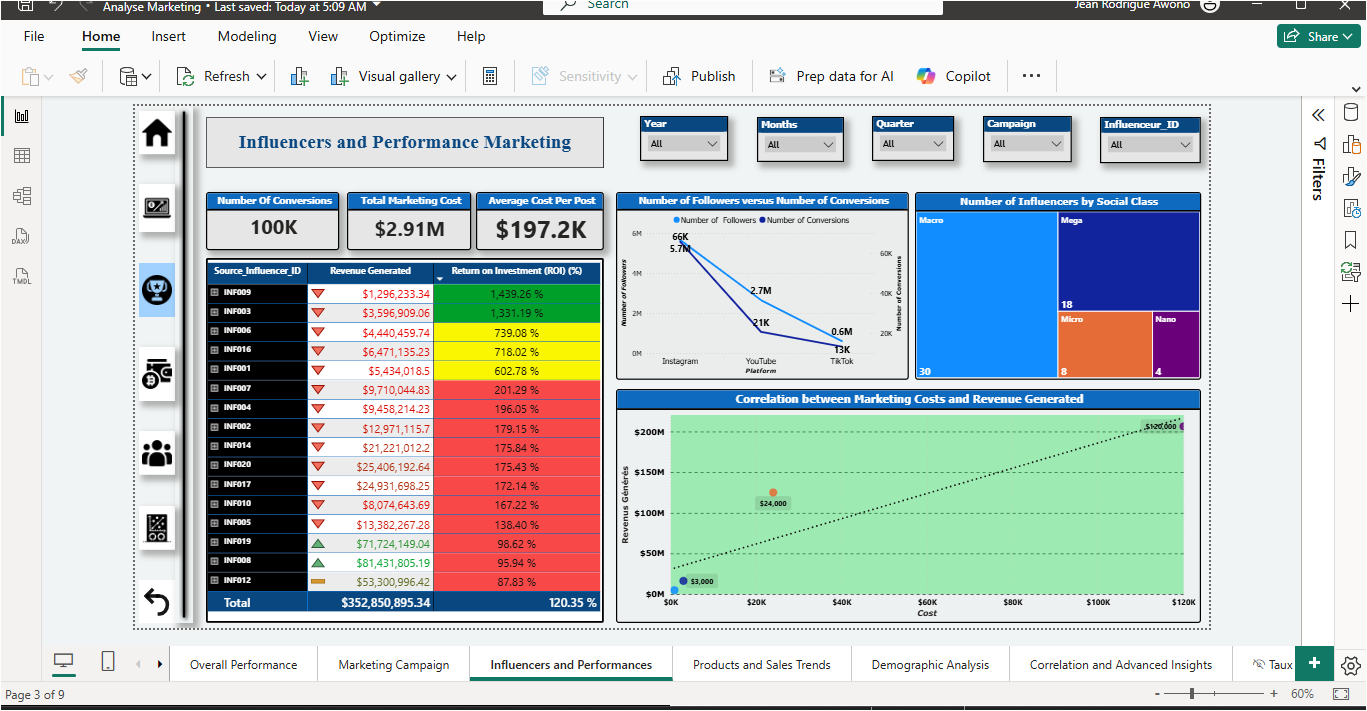 Analyse Marketing • Last saved: Today at 5:09 AM
Search
Jean Rodrigue Awono
File Home Insert Modeling View Optimize Help
Share
Refresh
Visual gallery
Sensitivity
Publish
Prep data for AI
Copilot
Influencers and Performance Marketing
Year
All
Months
All
Quarter
All
Campaign
All
Influenceur_ID
All
Number Of Conversions
100K
Total Marketing Cost
$2.91M
Average Cost Per Post
$197.2K
Source_Influencer_ID Revenue Generated Return on Investment (ROI) (%)
INF009 $1,296,233.34 1,439.26 %
INF003 $3,596,909.06 1,331.19 %
INF006 $4,440,459.74 739.08 %
INF016 $6,471,135.23 718.02 %
INF001 $5,434,018.5 602.78 %
INF007 $9,710,044.83 201.29 %
INF004 $9,458,214.23 196.05 %
INF002 $12,971,115.7 179.15 %
INF014 $21,221,012.2 175.84 %
INF020 $25,406,192.64 175.43 %
INF017 $24,931,698.25 172.14 %
INF010 $8,074,643.69 167.22 %
INF005 $13,382,267.28 138.40 %
INF019 $71,724,149.04 98.62 %
INF008 $81,431,805.19 95.94 %
INF012 $53,300,996.42 87.83 %
Total $352,850,895.34 120.35 %
Number of Followers versus Number of Conversions
Number of Followers Number of Conversions
6M
4M
2M
0M
Number of Followers
66K
5.7M
2.7M
21K
0.6M
13K
60K
40K
20K
Number of Conversions
Instagram YouTube TikTok
Platform
Number of Influencers by Social Class
Macro
30
Mega
18
Micro
8
Nano
4
Correlation between Marketing Costs and Revenue Generated
$200M
$150M
$100M
$50M
$0M
Revenus Générés
$120,000
$24,000
$3,000
$0K $20K $40K $60K $80K $100K $120K
Cost
Filters
DAX
TMDL
Overall Performance
Marketing Campaign
Influencers and Performances
Products and Sales Trends
Demographic Analysis
Correlation and Advanced Insights
Taux
Page 3 of 9
- + 60%